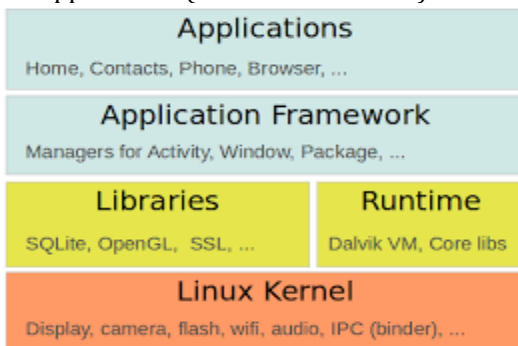 Applications
Home, Contacts, Phone, Browser, ...
Application Framework
Managers for Activity, Window, Package, ...
Libraries
SQLite, OpenGL, SSL, ...
Runtime
Dalvik VM, Core libs
Linux Kernel
Display, camera, flash, wifi, audio, IPC (binder), ...